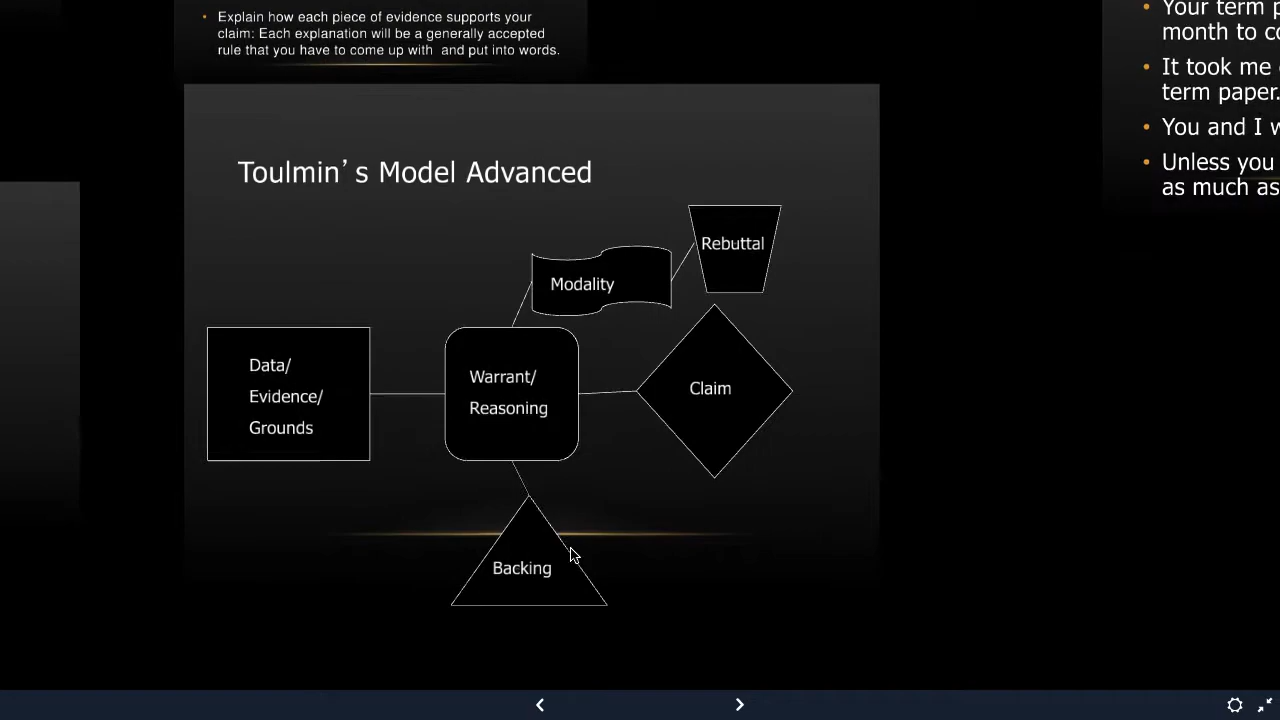 • Explain how each piece of evidence supports your
claim: Each explanation will be a generally accepted
rule that you have to come up with and put into words.
Toulmin's Model Advanced
Rebuttal
Modality
Data/
Evidence/
Grounds
Warrant/
Reasoning
Claim
Backing
• Your term
month to
• It took me
term paper.
• You and I
• Unless you
as much as